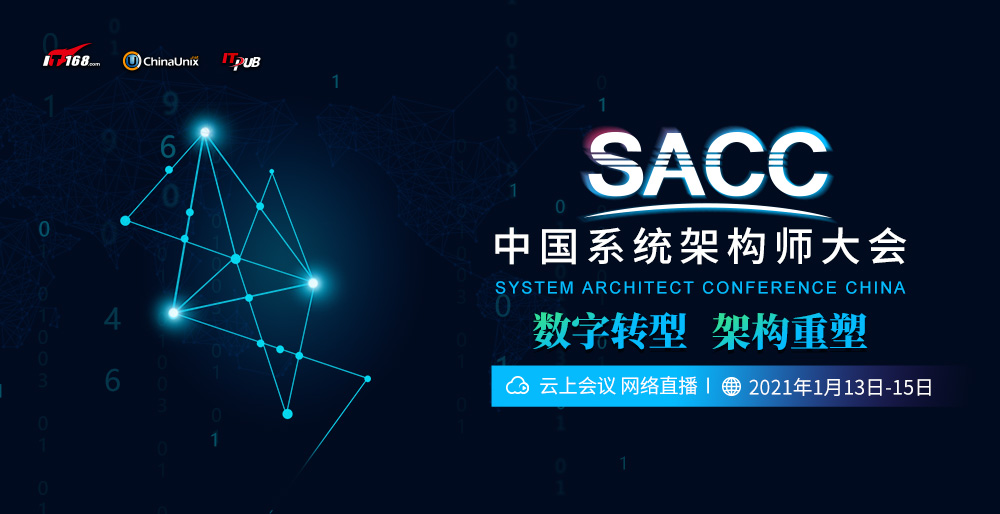 IT168.com
ChinaUnix.net
ITPUB
SACC
中国系统架构师大会
SYSTEM ARCHITECT CONFERENCE CHINA
数字转型 架构重塑
云上会议 网络直播 | 2021年1月13日-15日